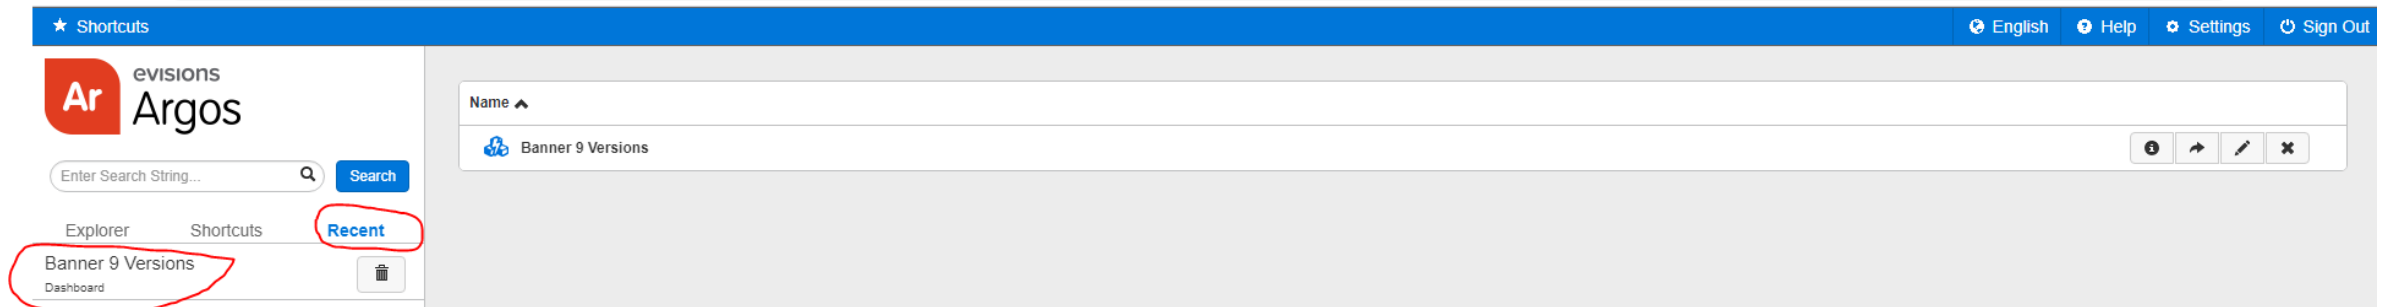 Shortcuts English Help Settings Sign Out
Ar evisions Argos
Name
Banner 9 Versions
Enter Search String... Search
Explorer Shortcuts Recent
Banner 9 Versions
Dashboard